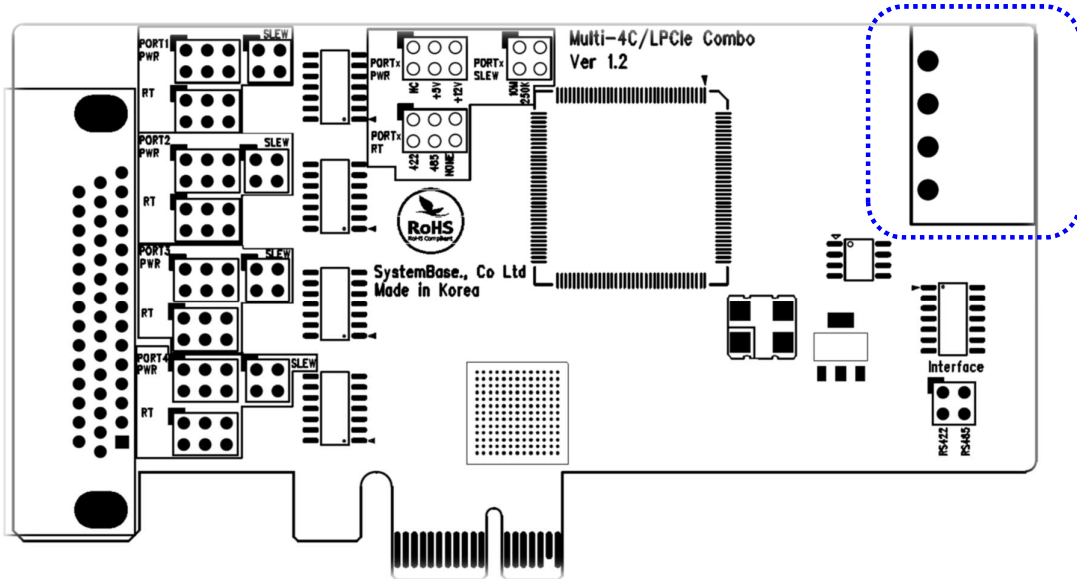 PORT1
PWR
SLEW
RT
PORT2
PWR
SLEW
RT
PORT3
PWR
SLEW
RT
PORT4
PWR
SLEW
RT
PORTx
PWR
NC
+5V
+12V
PORTx
SLEW
10M
250K
PORTx
RT
422
485
NONE
Multi-4C/LPCIe Combo
Ver 1.2
RoHS
RoHS Compliant
SystemBase., Co Ltd
Made in Korea
Interface
RS422
RS485